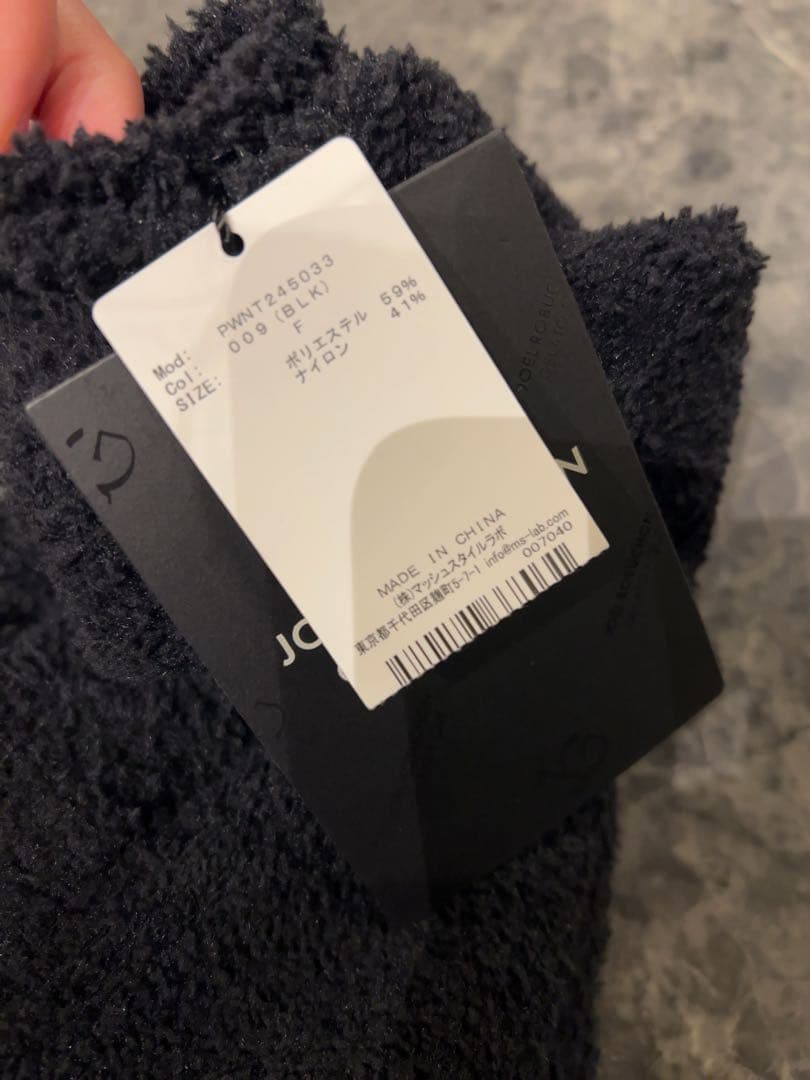 Mod: PWNT245033
Col: 009(BLK)
SIZE: F
ポリエステル 59%
ナイロン 41%
MADE IN CHINA
(株)マッシュスタイルラボ
東京都千代田区麹町5-7-1 info@ms-lab.com
007040